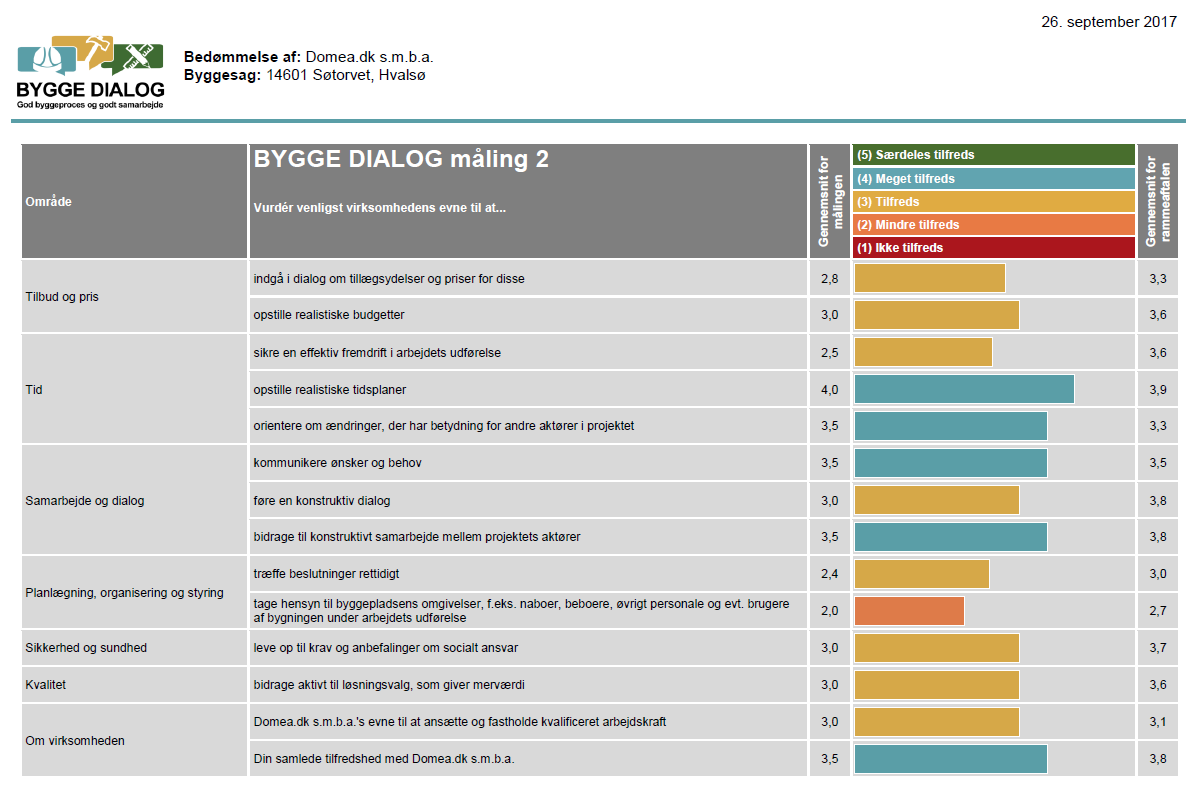 26. september 2017
BYGGE DIALOG
God byggeproces og godt samarbejde
Bedømmelse af: Domea.dk s.m.b.a.
Byggesag: 14601 Søtorvet, Hvalsø
Område
BYGGE DIALOG måling 2
Vurdér venligst virksomhedens evne til at...
Gennemsnit for
målingen
(5) Særdeles tilfreds
(4) Meget tilfreds
(3) Tilfreds
(2) Mindre tilfreds
(1) Ikke tilfreds
Gennemsnit for
rammeaftalen
Tilbud og pris
indgå i dialog om tillægsydelser og priser for disse 2,8 3,3
opstille realistiske budgetter 3,0 3,6
Tid
sikre en effektiv fremdrift i arbejdets udførelse 2,5 3,6
opstille realistiske tidsplaner 4,0 3,9
orientere om ændringer, der har betydning for andre aktører i projektet 3,5 3,3
Samarbejde og dialog
kommunikere ønsker og behov 3,5 3,5
føre en konstruktiv dialog 3,0 3,8
bidrage til konstruktivt samarbejde mellem projektets aktører 3,5 3,8
Planlægning, organisering og styring
træffe beslutninger rettidigt 2,4 3,0
tage hensyn til byggepladsens omgivelser, f.eks. naboer, beboere, øvrigt personale og evt. brugere
af bygningen under arbejdets udførelse 2,0 2,7
Sikkerhed og sundhed
leve op til krav og anbefalinger om socialt ansvar 3,0 3,7
Kvalitet
bidrage aktivt til løsningsvalg, som giver merværdi 3,0 3,6
Om virksomheden
Domea.dk s.m.b.a.'s evne til at ansætte og fastholde kvalificeret arbejdskraft 3,0 3,1
Din samlede tilfredshed med Domea.dk s.m.b.a. 3,5 3,8